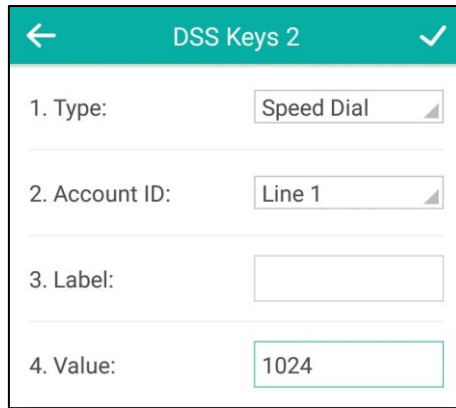 DSS Keys 2
1. Type: Speed Dial
2. Account ID: Line 1
3. Label:
4. Value: 1024